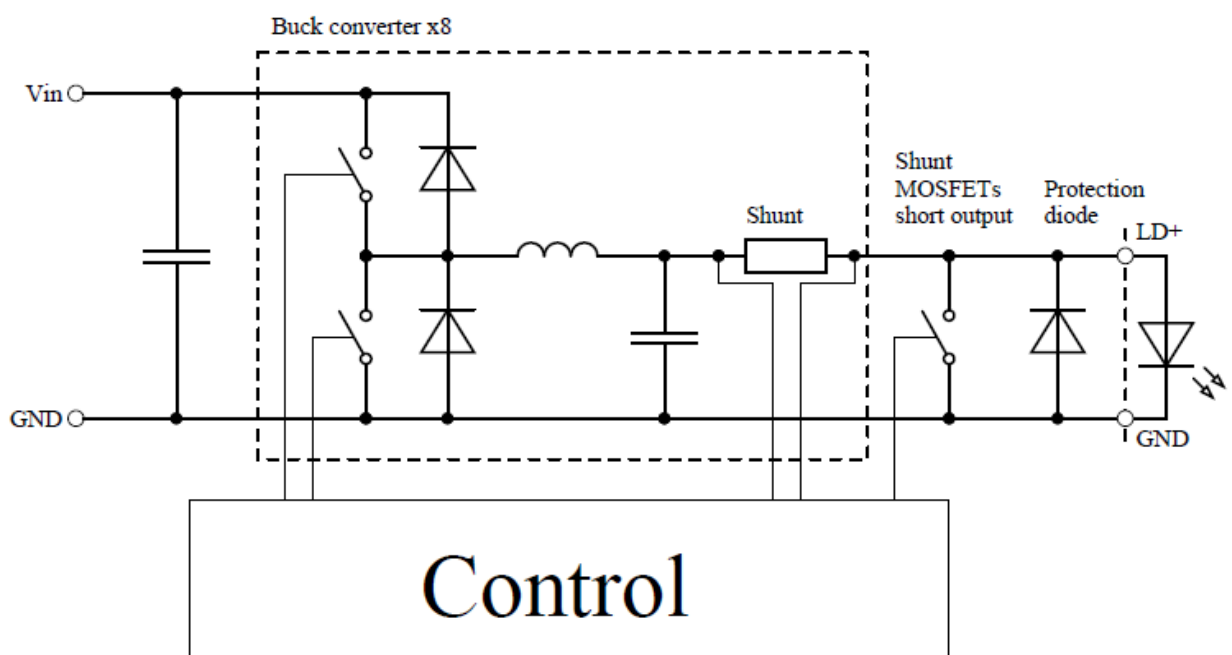 Buck converter x8
Vin
Shunt
MOSFETs
short output
Protection
diode
Shunt
LD+
GND
GND
Control